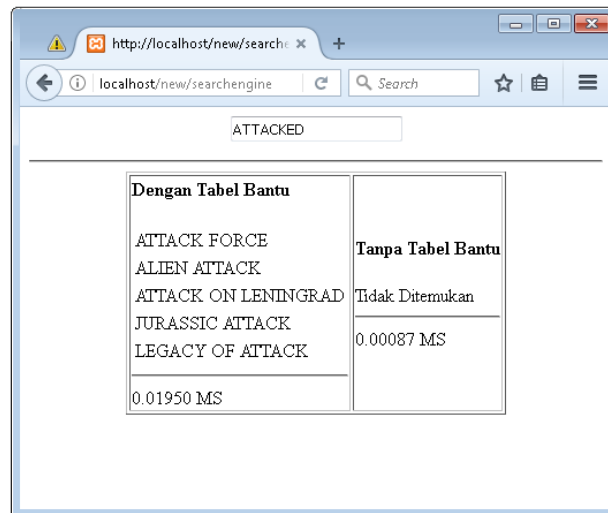 http://localhost/new/searche
localhost/new/searchengine
Search
ATTACKED
Dengan Tabel Bantu
ATTACK FORCE
ALIEN ATTACK
ATTACK ON LENINGRAD
JURASSIC ATTACK
LEGACY OF ATTACK
0.01950 MS
Tanpa Tabel Bantu
Tidak Ditemukan
0.00087 MS